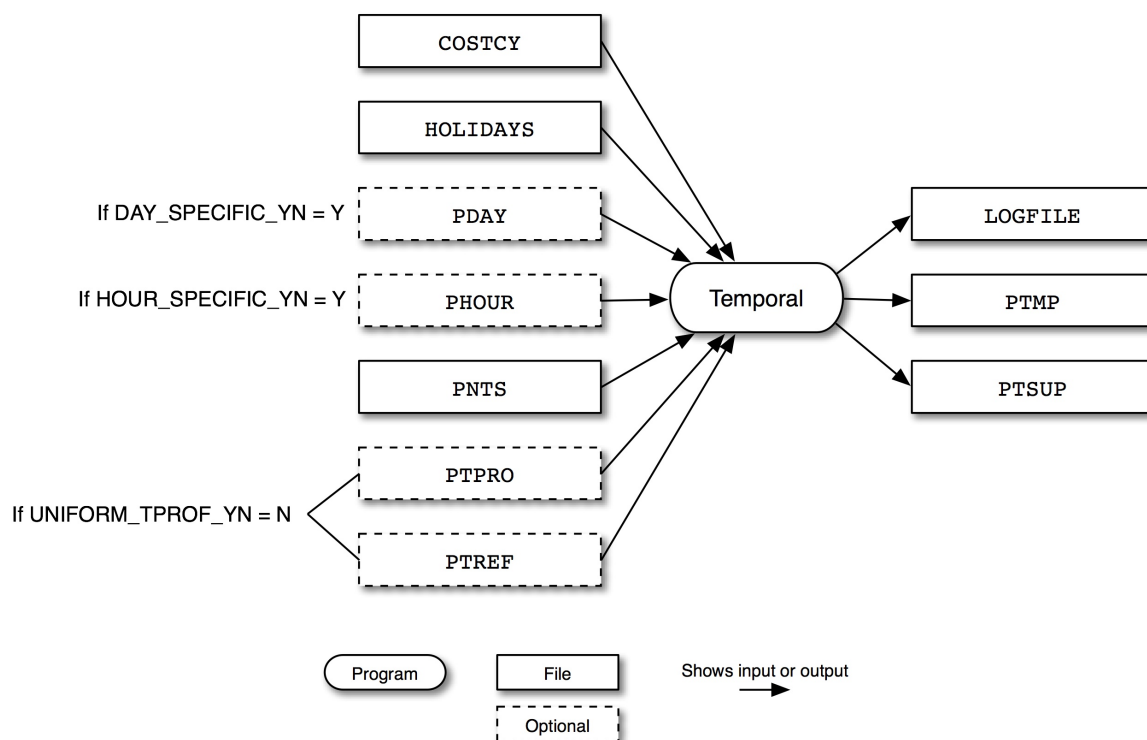 COSTCY
HOLIDAYS
If DAY_SPECIFIC_YN = Y
PDAY
LOGFILE
If HOUR_SPECIFIC_YN = Y
PHOUR
Temporal
PTMP
PNTS
PTSUP
PTPRO
If UNIFORM_TPROF_YN = N
PTREF
Program
File
Shows input or output
Optional